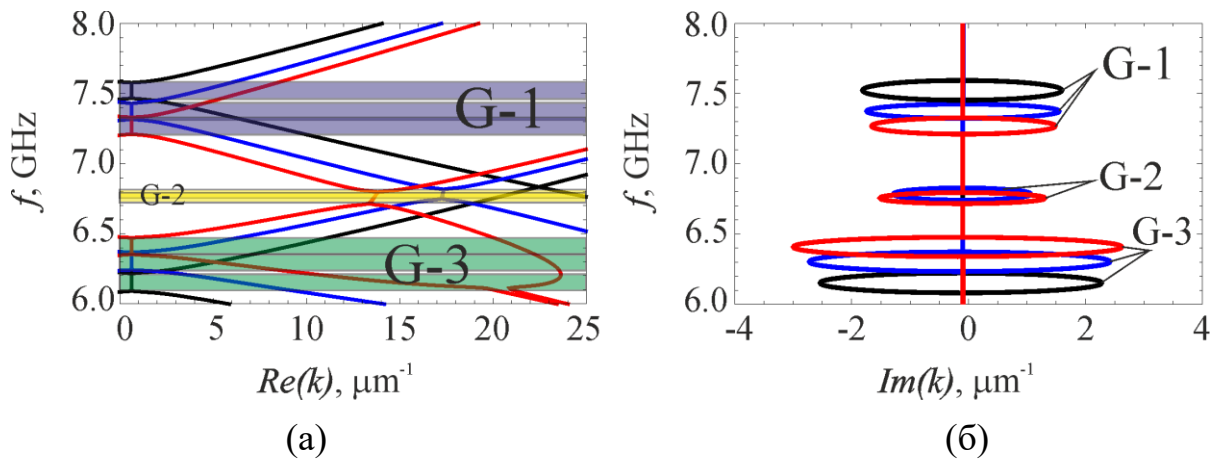 8.0
7.5
7.0
6.5
6.0
f, GHz
G-1
G-2
G-3
0 5 10 15 20 25
Re(k), μm⁻¹
(а)
8.0
7.5
7.0
6.5
6.0
f, GHz
G-1
G-2
G-3
-4 -2 0 2 4
Im(k), μm⁻¹
(б)